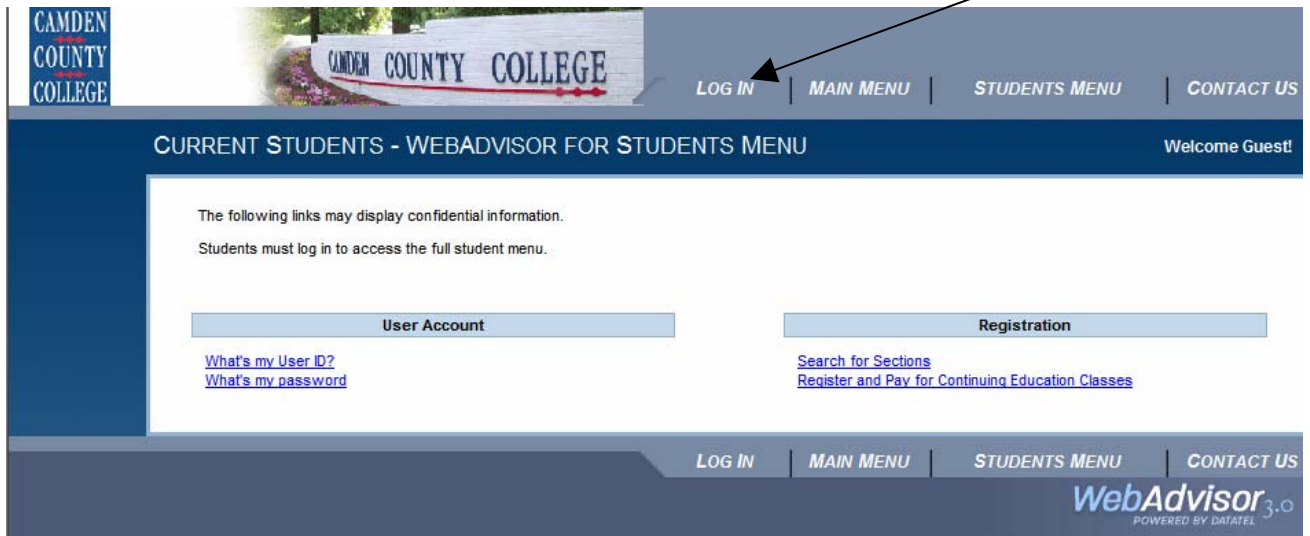 CAMDEN
COUNTY
COLLEGE
CAMDEN COUNTY COLLEGE
LOG IN | MAIN MENU | STUDENTS MENU | CONTACT US
CURRENT STUDENTS - WEBADVISOR FOR STUDENTS MENU
Welcome Guest!
The following links may display confidential information.
Students must log in to access the full student menu.
User Account
What's my User ID?
What's my password
Registration
Search for Sections
Register and Pay for Continuing Education Classes
LOG IN | MAIN MENU | STUDENTS MENU | CONTACT US
WebAdvisor 3.0
POWERED BY DATATEL